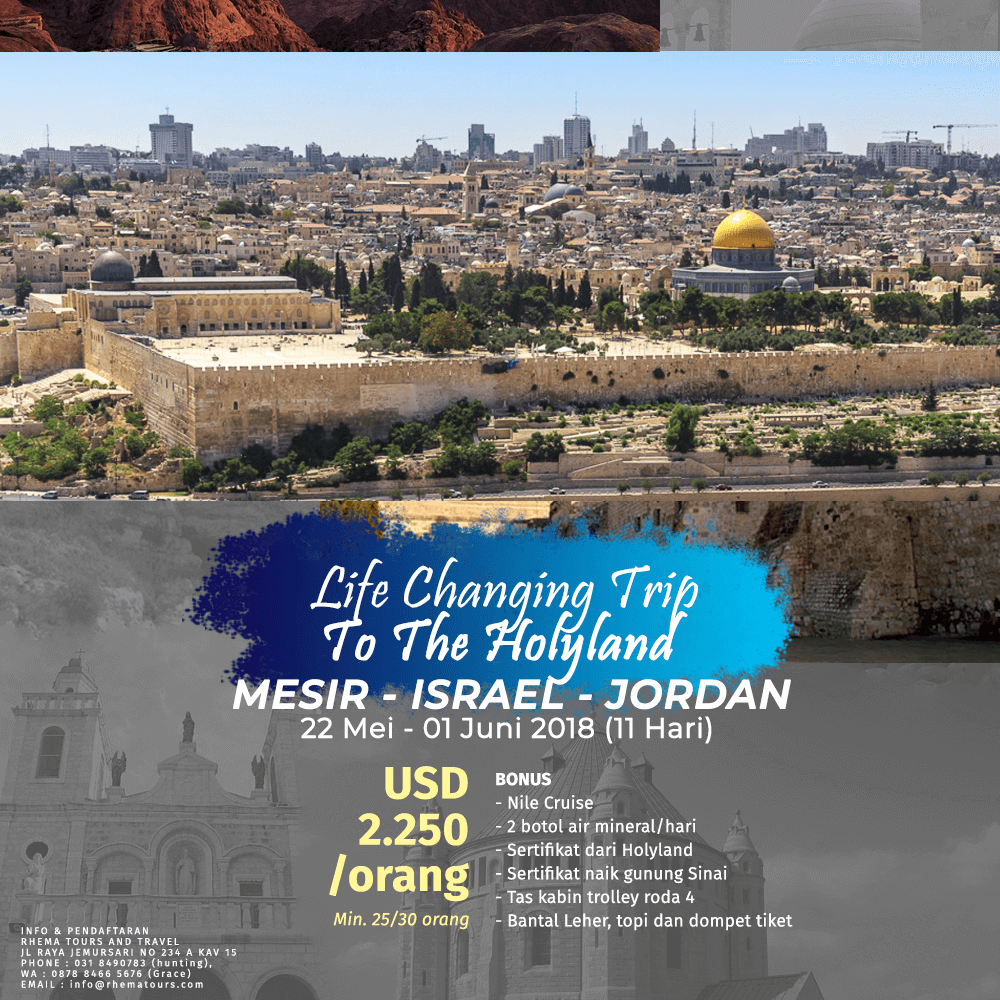 Life Changing Trip
To The Holyland
MESIR - ISRAEL - JORDAN
22 Mei - 01 Juni 2018 (11 Hari)
USD
2.250
/orang
Min. 25/30 orang
BONUS
- Nile Cruise
- 2 botol air mineral/hari
- Sertifikat dari Holyland
- Sertifikat naik gunung Sinai
- Tas kabin trolley roda 4
- Bantal Leher, topi dan dompet tiket
INFO & PENDAFTARAN
RHEMA TOURS AND TRAVEL
JL RAYA JEMURSARI NO 234 A KAV 15
PHONE : 031 8490783 (hunting),
WA : 0878 8466 5676 (Grace)
EMAIL : info@rhematours.com